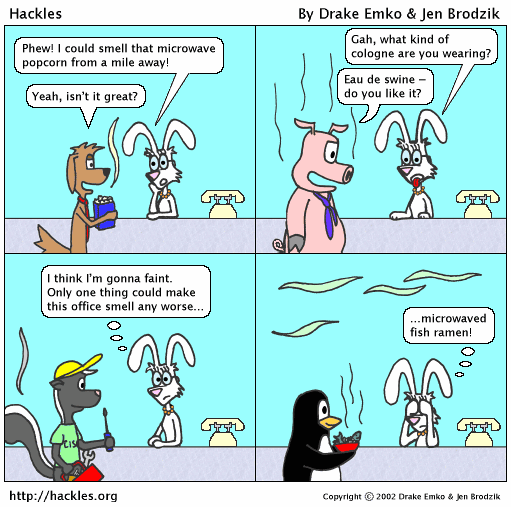 Hackles
By Drake Emko & Jen Brodzik
Phew! I could smell that microwave
popcorn from a mile away!
Yeah, isn't it great?
Gah, what kind of
cologne are you wearing?
Eau de swine –
do you like it?
I think I'm gonna faint.
Only one thing could make
this office smell any worse...
...microwaved
fish ramen!
http://hackles.org
Copyright © 2002 Drake Emko & Jen Brodzik